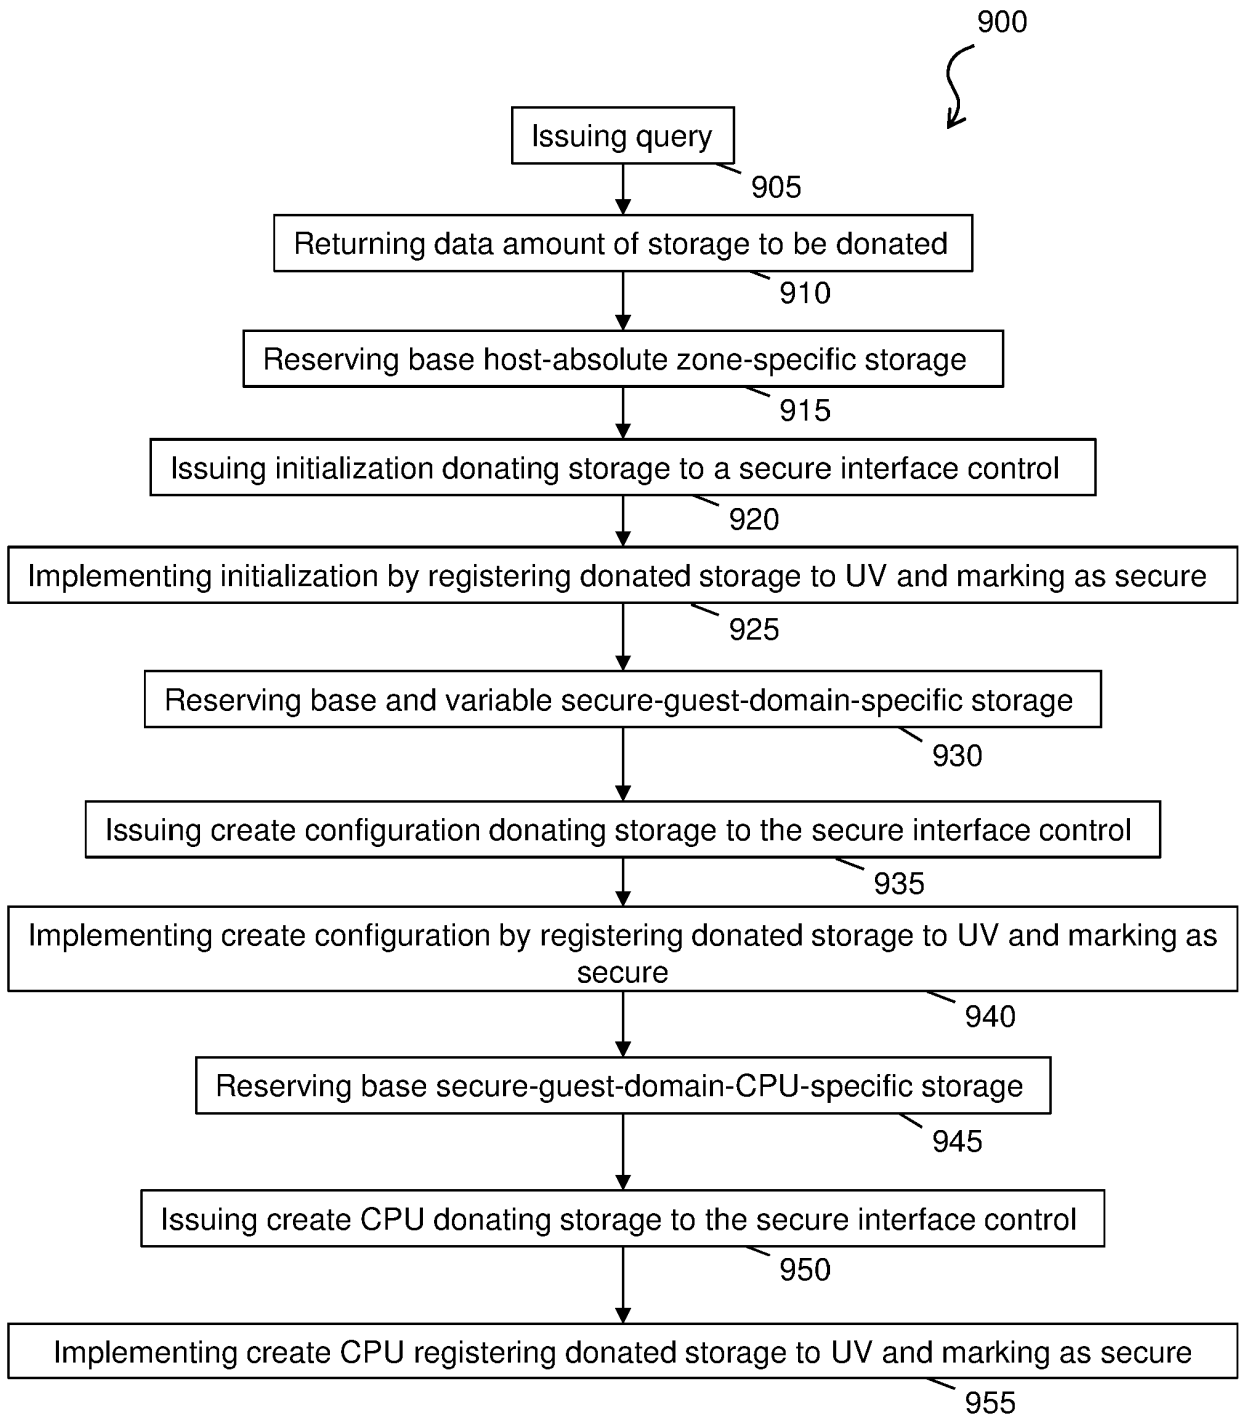 900
Issuing query
905
Returning data amount of storage to be donated
910
Reserving base host-absolute zone-specific storage
915
Issuing initialization donating storage to a secure interface control
920
Implementing initialization by registering donated storage to UV and marking as secure
925
Reserving base and variable secure-guest-domain-specific storage
930
Issuing create configuration donating storage to the secure interface control
935
Implementing create configuration by registering donated storage to UV and marking as
secure
940
Reserving base secure-guest-domain-CPU-specific storage
945
Issuing create CPU donating storage to the secure interface control
950
Implementing create CPU registering donated storage to UV and marking as secure
955